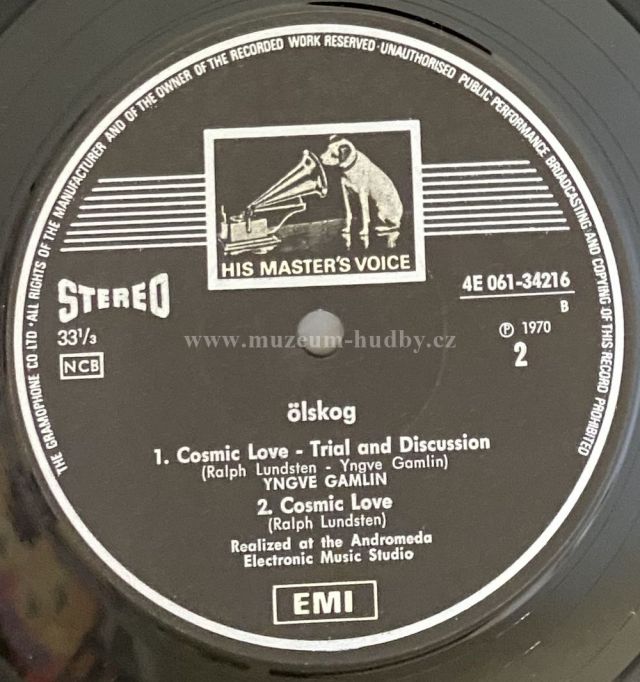 THE GRAMOPHONE CO LTD · ALL RIGHTS OF THE MANUFACTURER AND OF THE OWNER OF THE RECORDED WORK RESERVED · UNAUTHORISED PUBLIC PERFORMANCE BROADCASTING AND COPYING OF THIS RECORD PROHIBITED
HIS MASTER'S VOICE
STEREO
33⅓
NCB
4E 061-34216
B
℗ 1970
2
www.muzeum-hudby.cz
ölskog
1. Cosmic Love - Trial and Discussion
(Ralph Lundsten - Yngve Gamlin)
YNGVE GAMLIN
2. Cosmic Love
(Ralph Lundsten)
Realized at the Andromeda
Electronic Music Studio
EMI